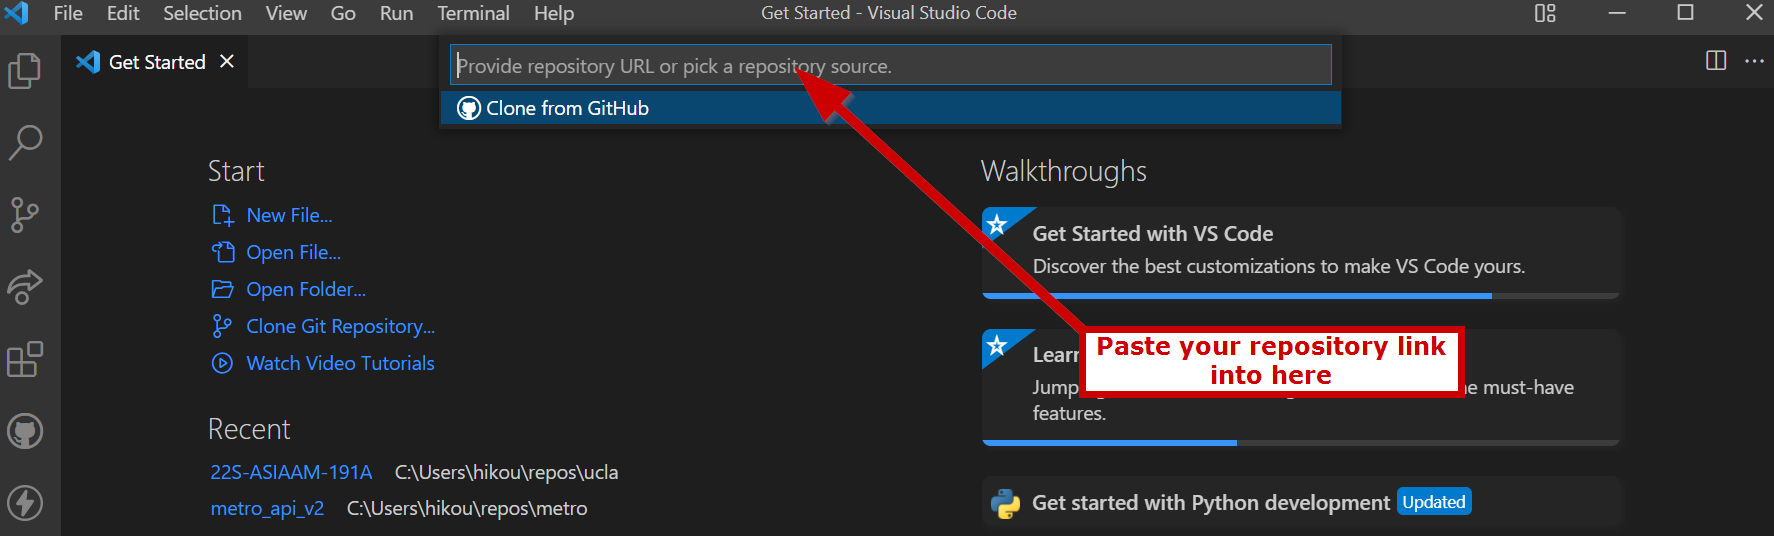 File Edit Selection View Go Run Terminal Help Get Started - Visual Studio Code
Get Started
Provide repository URL or pick a repository source.
Clone from GitHub
Start
New File...
Open File...
Open Folder...
Clone Git Repository...
Watch Video Tutorials
Recent
22S-ASIAAM-191A C:\Users\hikou\repos\ucla
metro_api_v2 C:\Users\hikou\repos\metro
Walkthroughs
Get Started with VS Code
Discover the best customizations to make VS Code yours.
Paste your repository link
into here
must-have
features.
Get started with Python development Updated